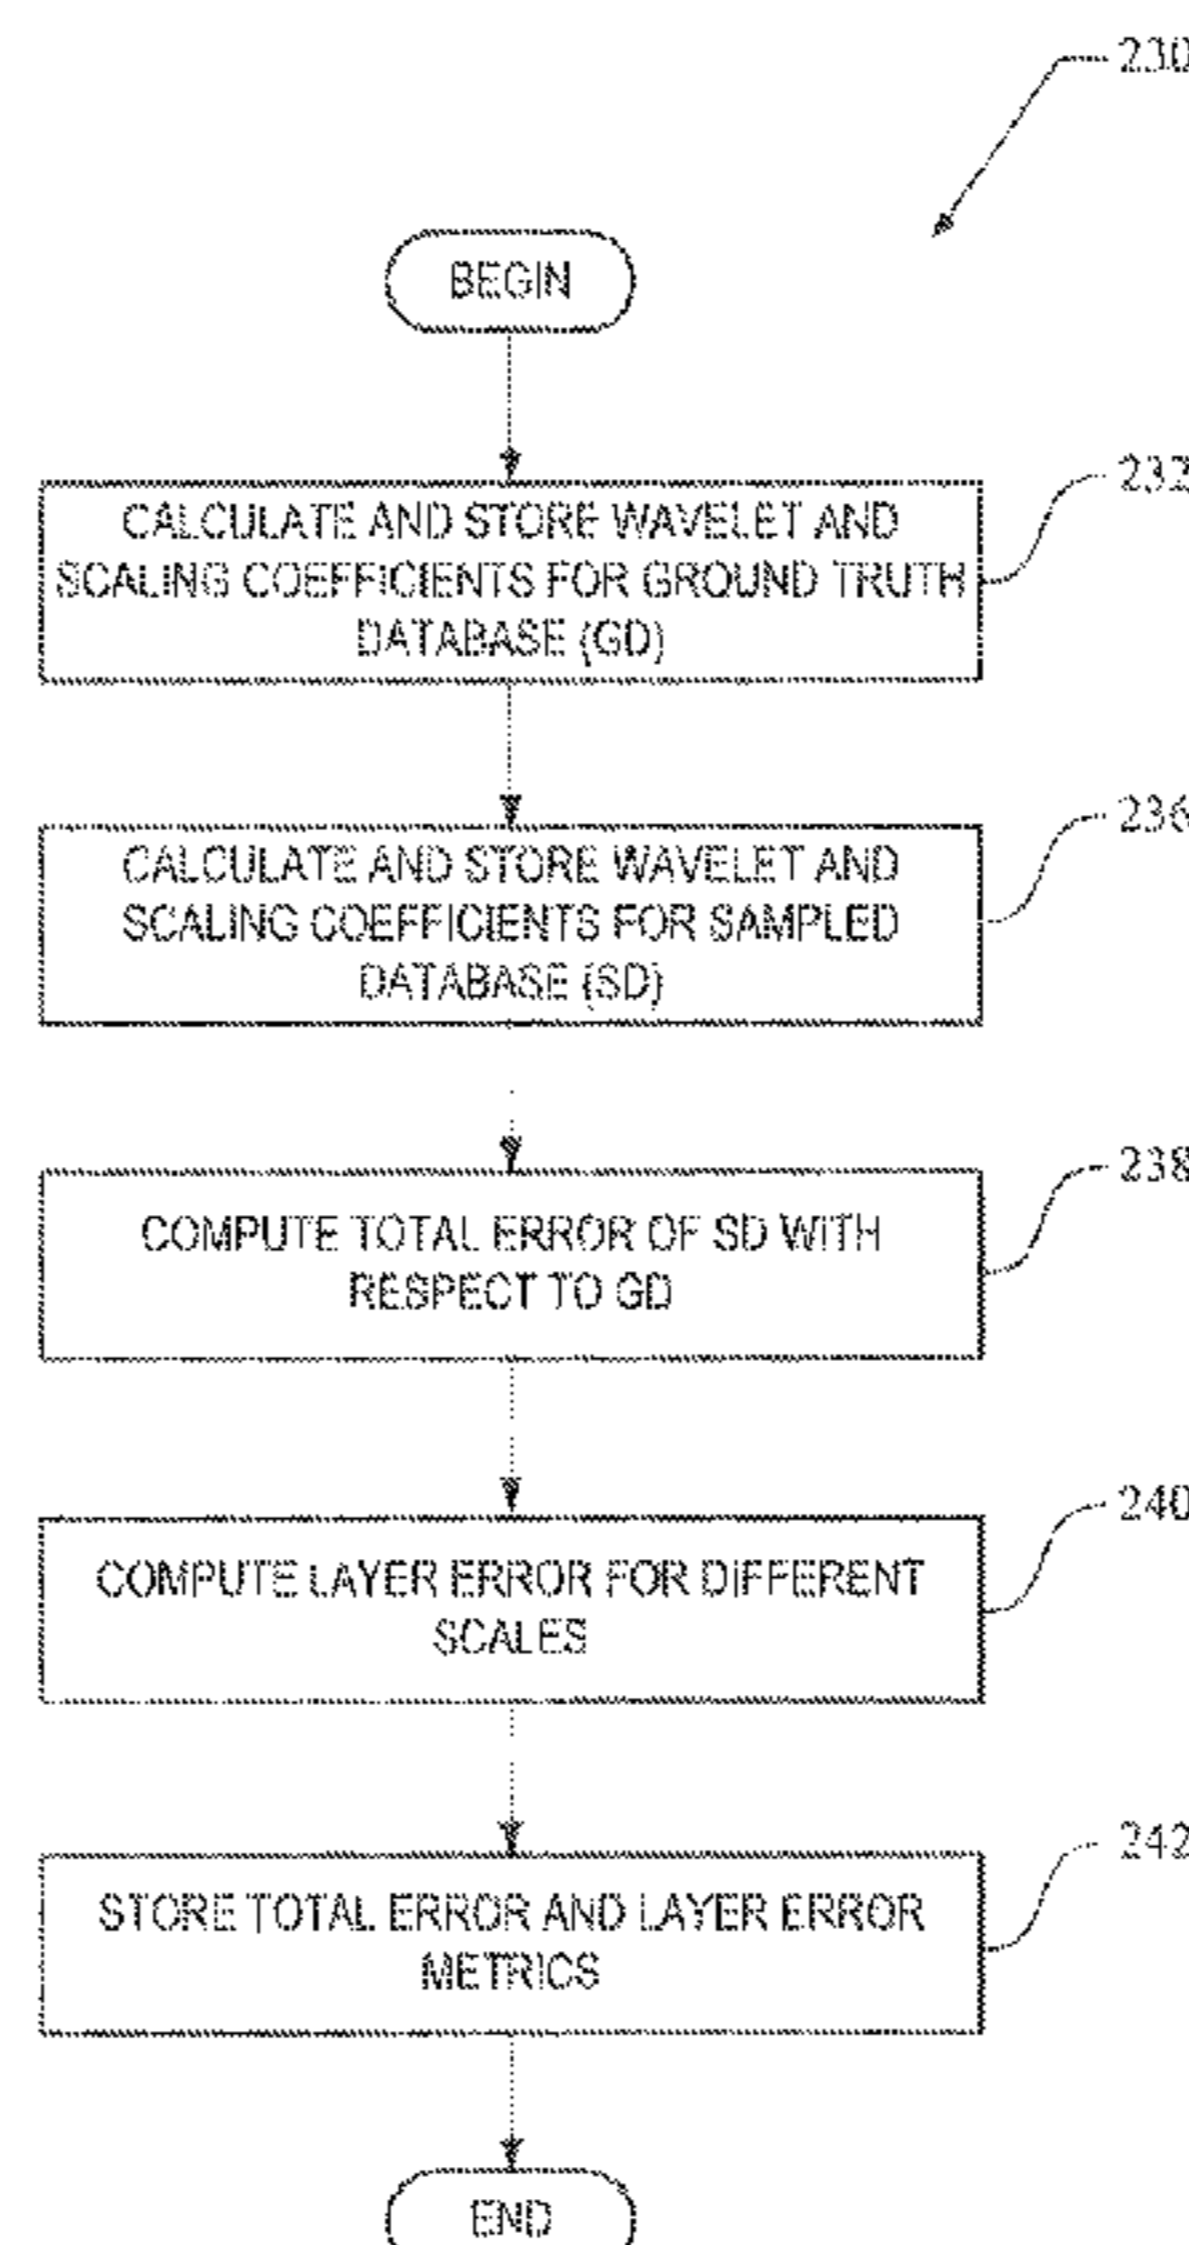 230
BEGIN
232
CALCULATE AND STORE WAVELET AND
SCALING COEFFICIENTS FOR GROUND TRUTH
DATABASE (GD)
236
CALCULATE AND STORE WAVELET AND
SCALING COEFFICIENTS FOR SAMPLED
DATABASE (SD)
238
COMPUTE TOTAL ERROR OF SD WITH
RESPECT TO GD
240
COMPUTE LAYER ERROR FOR DIFFERENT
SCALES
242
STORE TOTAL ERROR AND LAYER ERROR
METRICS
END